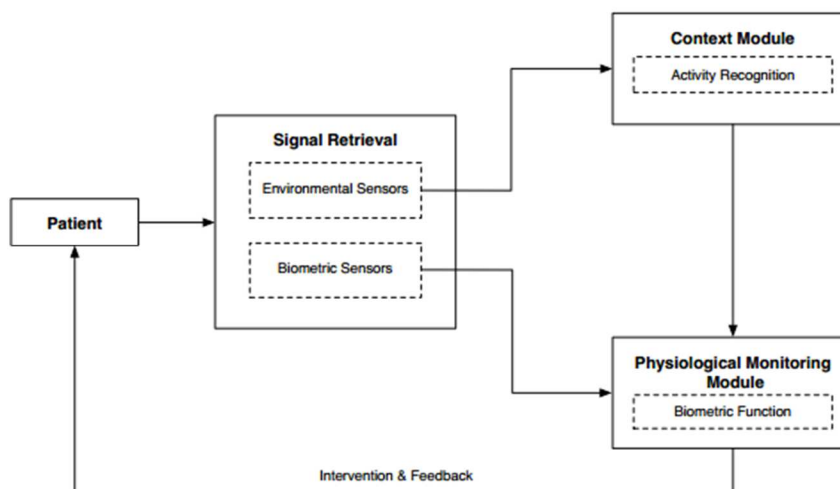 Context Module
Activity Recognition
Signal Retrieval
Environmental Sensors
Patient
Biometric Sensors
Physiological Monitoring
Module
Biometric Function
Intervention & Feedback